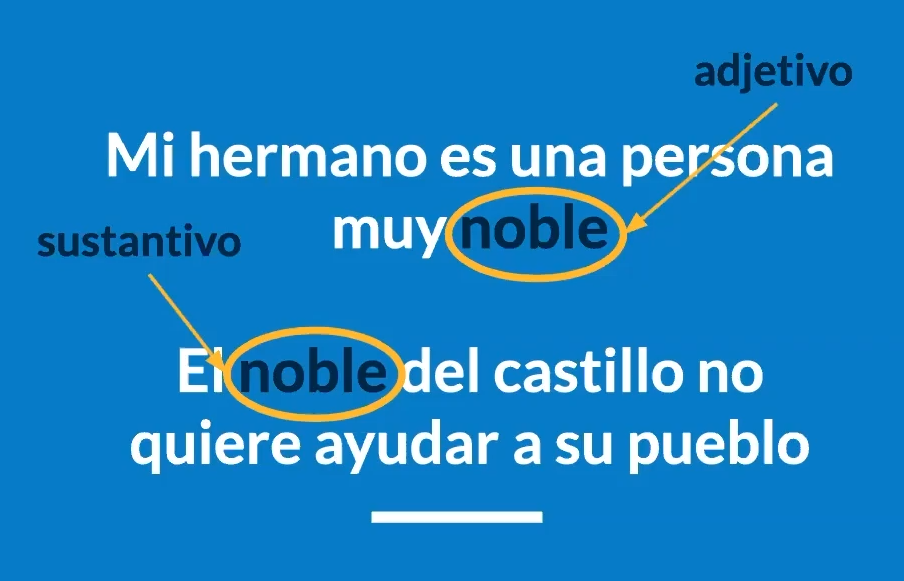 adjetivo
Mi hermano es una persona
muy noble
sustantivo
El noble del castillo no
quiere ayudar a su pueblo